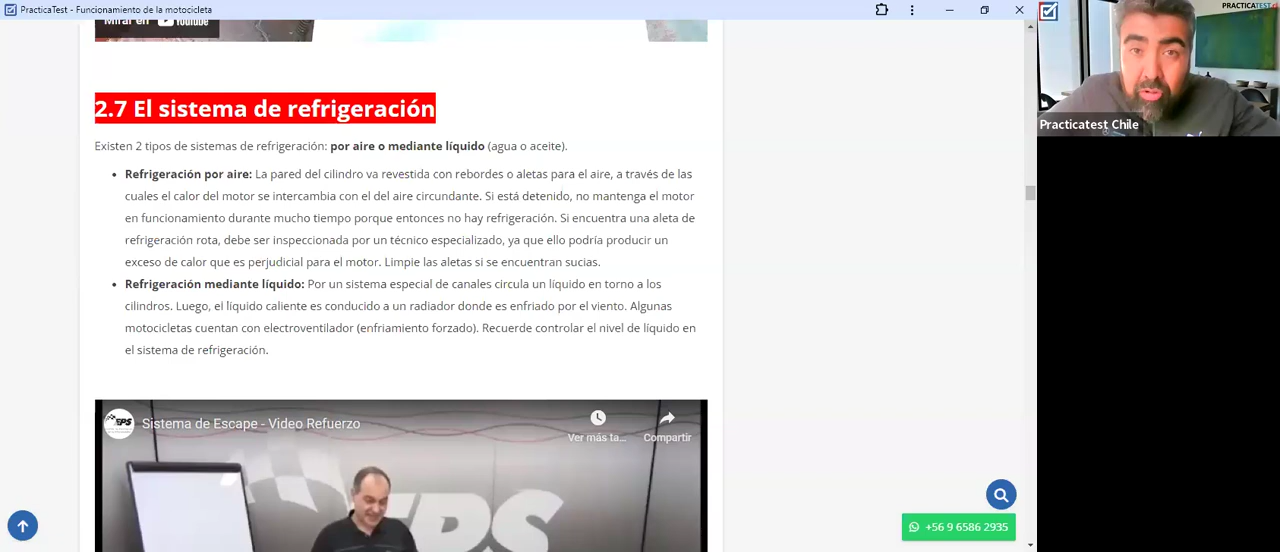 PracticaTest - Funcionamiento de la motocicleta
Mirar en YouTube
PRACTICATEST
2.7 El sistema de refrigeración
Existen 2 tipos de sistemas de refrigeración: por aire o mediante líquido (agua o aceite).
Refrigeración por aire: La pared del cilindro va revestida con rebordes o aletas para el aire, a través de las
cuales el calor del motor se intercambia con el del aire circundante. Si está detenido, no mantenga el motor
en funcionamiento durante mucho tiempo porque entonces no hay refrigeración. Si encuentra una aleta de
refrigeración rota, debe ser inspeccionada por un técnico especializado, ya que ello podría producir un
exceso de calor que es perjudicial para el motor. Limpie las aletas si se encuentran sucias.
Refrigeración mediante líquido: Por un sistema especial de canales circula un líquido en torno a los
cilindros. Luego, el líquido caliente es conducido a un radiador donde es enfriado por el viento. Algunas
motocicletas cuentan con electroventilador (enfriamiento forzado). Recuerde controlar el nivel de líquido en
el sistema de refrigeración.
Practicatest Chile
EPS
Sistema de Escape - Video Refuerzo
Ver más ta...
Compartir
EPS
+56 9 6586 2935